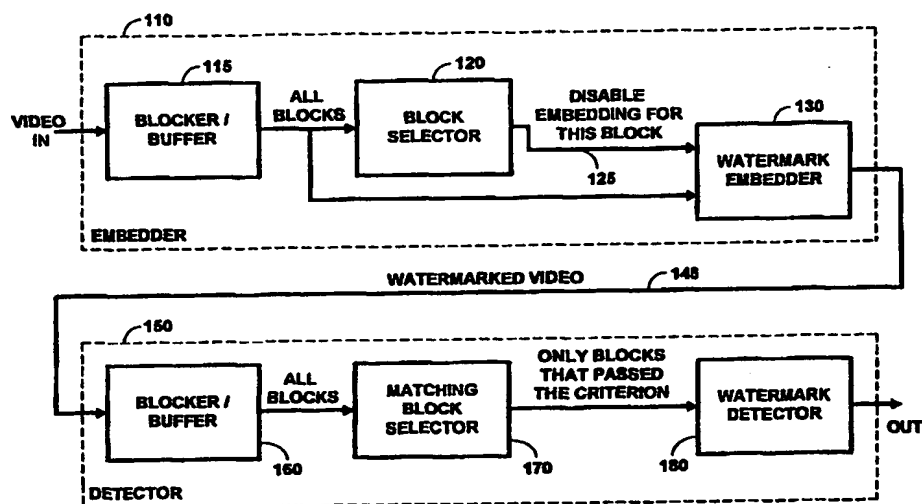 110
115
120
130
VIDEO
IN
BLOCKER /
BUFFER
ALL
BLOCKS
BLOCK
SELECTOR
DISABLE
EMBEDDING FOR
THIS BLOCK
125
WATERMARK
EMBEDDER
EMBEDDER
WATERMARKED VIDEO
148
150
BLOCKER /
BUFFER
160
ALL
BLOCKS
MATCHING
BLOCK
SELECTOR
170
ONLY BLOCKS
THAT PASSED
THE CRITERION
WATERMARK
DETECTOR
180
OUT
DETECTOR